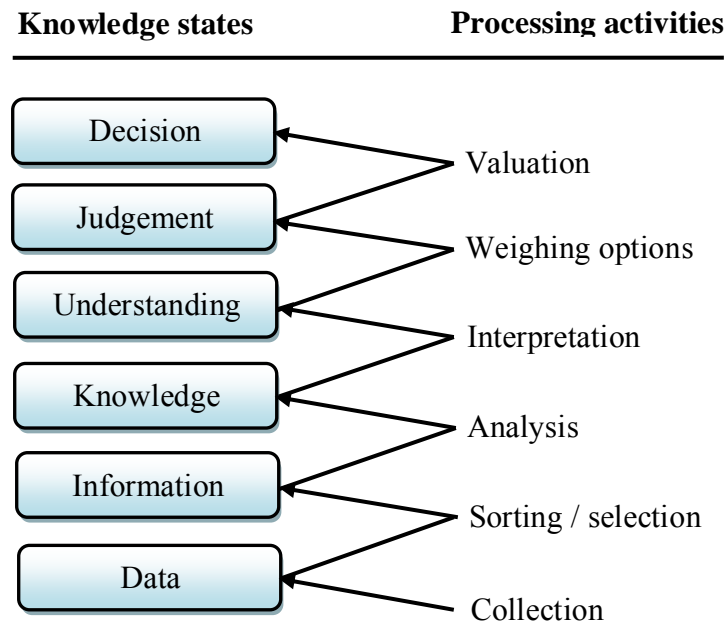 Knowledge states Processing activities
Decision
Valuation
Judgement
Weighing options
Understanding
Interpretation
Knowledge
Analysis
Information
Sorting / selection
Data
Collection